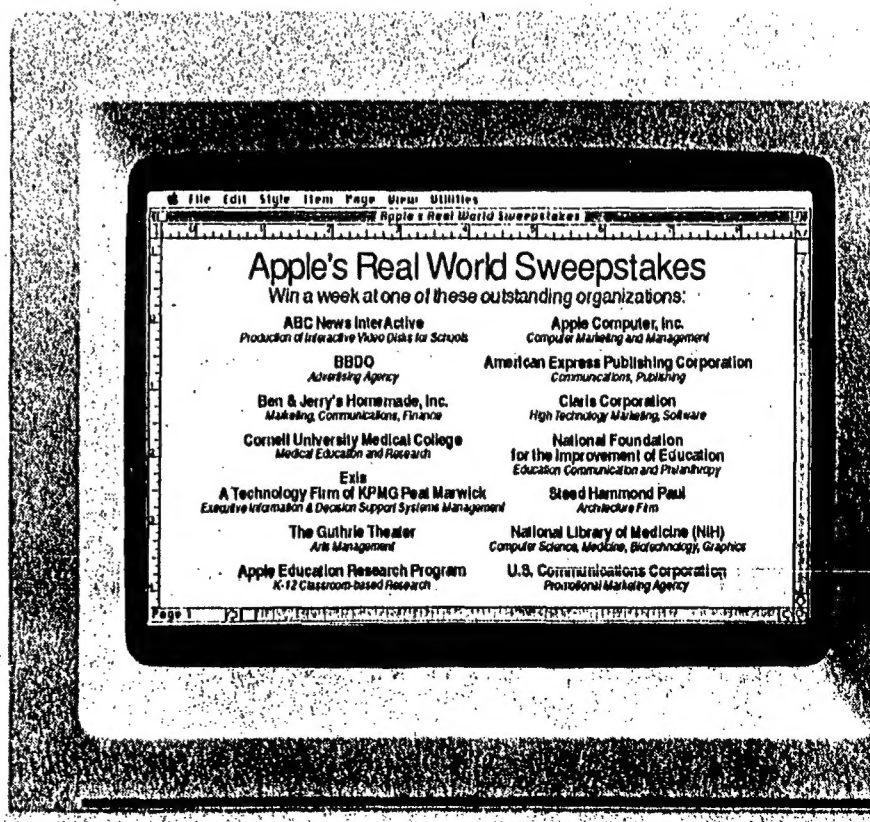 File Edit Style Item Page View Utilities
Apple's Real World Sweepstakes
Apple's Real World Sweepstakes
Win a week at one of these outstanding organizations:
ABC News InterActive
Production of Interactive Video Disks for Schools
BBDO
Advertising Agency
Ben & Jerry's Homemade, Inc.
Marketing, Communications, Finance
Cornell University Medical College
Medical Education and Research
Exis
A Technology Firm of KPMG Peat Marwick
Executive Information & Decision Support Systems Management
The Guthrie Theater
Arts Management
Apple Education Research Program
K-12 Classroom-based Research
Apple Computer, Inc.
Computer Marketing and Management
American Express Publishing Corporation
Communications, Publishing
Claris Corporation
High Technology Marketing, Software
National Foundation
for the Improvement of Education
Education Communication and Philanthropy
Steed Hammond Paul
Architecture Firm
National Library of Medicine (NIH)
Computer Science, Medicine, Biotechnology, Graphics
U.S. Communications Corporation
Promotional Marketing Agency
Page 1